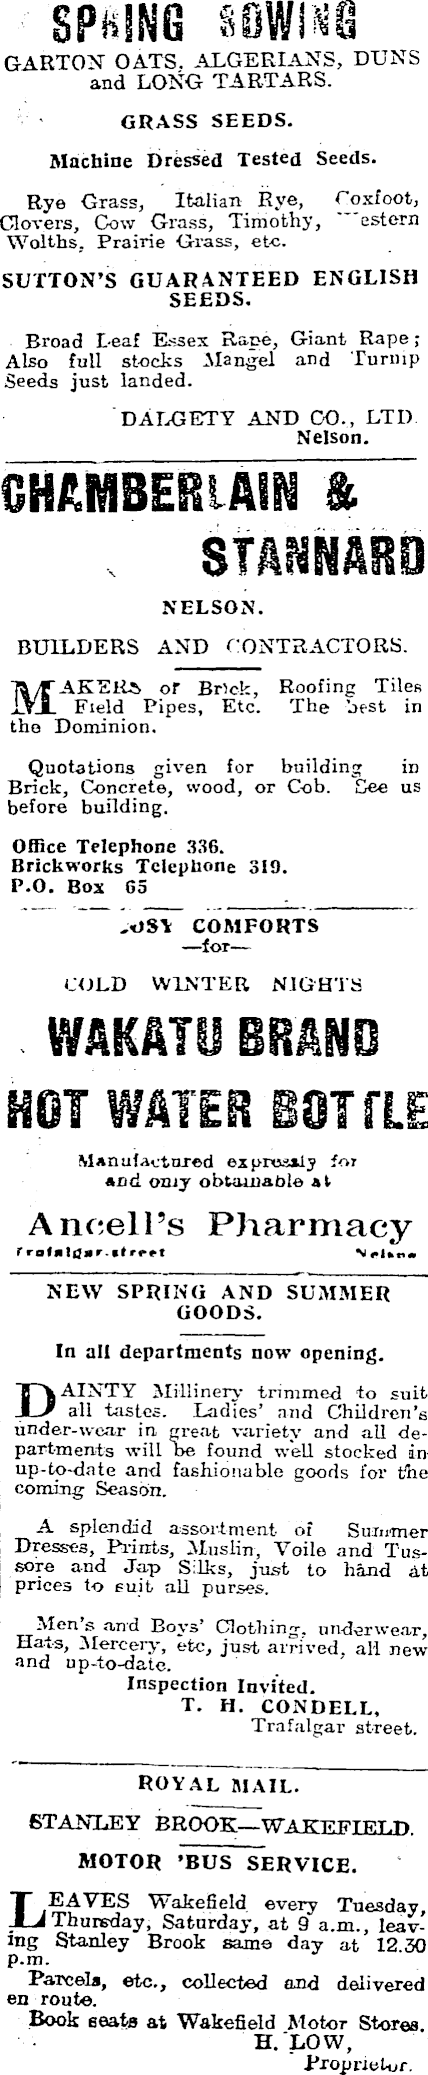 SPRING SOWING
GARTON OATS, ALGERIANS, DUNS
and LONG TARTARS.
GRASS SEEDS.
Machine Dressed Tested Seeds.
Rye Grass, Italian Rye, Coxfoot,
Clovers, Cow Grass, Timothy, Western
Wolths, Prairie Grass, etc.
SUTTON'S GUARANTEED ENGLISH
SEEDS.
Broad Leaf Essex Rape, Giant Rape;
Also full stocks Mangel and Turnip
Seeds just landed.
DALGETY AND CO., LTD.
Nelson.
CHAMBERLAIN &
STANNARD
NELSON.
BUILDERS AND CONTRACTORS.
MAKERS of Brick, Roofing Tiles
Field Pipes, Etc. The best in
the Dominion.
Quotations given for building in
Brick, Concrete, wood, or Cob. See us
before building.
Office Telephone 336.
Brickworks Telephone 319.
P.O. Box 65
COSY COMFORTS
—for—
COLD WINTER NIGHTS
WAKATU BRAND
HOT WATER BOTTLE
Manufactured expressly for
and only obtainable at
Ancell's Pharmacy
Trafalgar-street Nelson
NEW SPRING AND SUMMER
GOODS.
In all departments now opening.
DAINTY Millinery trimmed to suit
all tastes. Ladies' and Children's
under-wear in great variety and all de-
partments will be found well stocked in
up-to-date and fashionable goods for the
coming Season.
A splendid assortment of Summer
Dresses, Prints, Muslin, Voile and Tus-
sore and Jap Silks, just to hand at
prices to suit all purses.
Men's and Boys' Clothing, underwear,
Hats, Mercery, etc, just arrived, all new
and up-to-date.
Inspection Invited.
T. H. CONDELL,
Trafalgar street.
ROYAL MAIL.
STANLEY BROOK—WAKEFIELD.
MOTOR 'BUS SERVICE.
LEAVES Wakefield every Tuesday,
Thursday, Saturday, at 9 a.m., leav-
ing Stanley Brook same day at 12.30
p.m.
Parcels, etc., collected and delivered
en route.
Book seats at Wakefield Motor Stores.
H. LOW,
Proprietor.